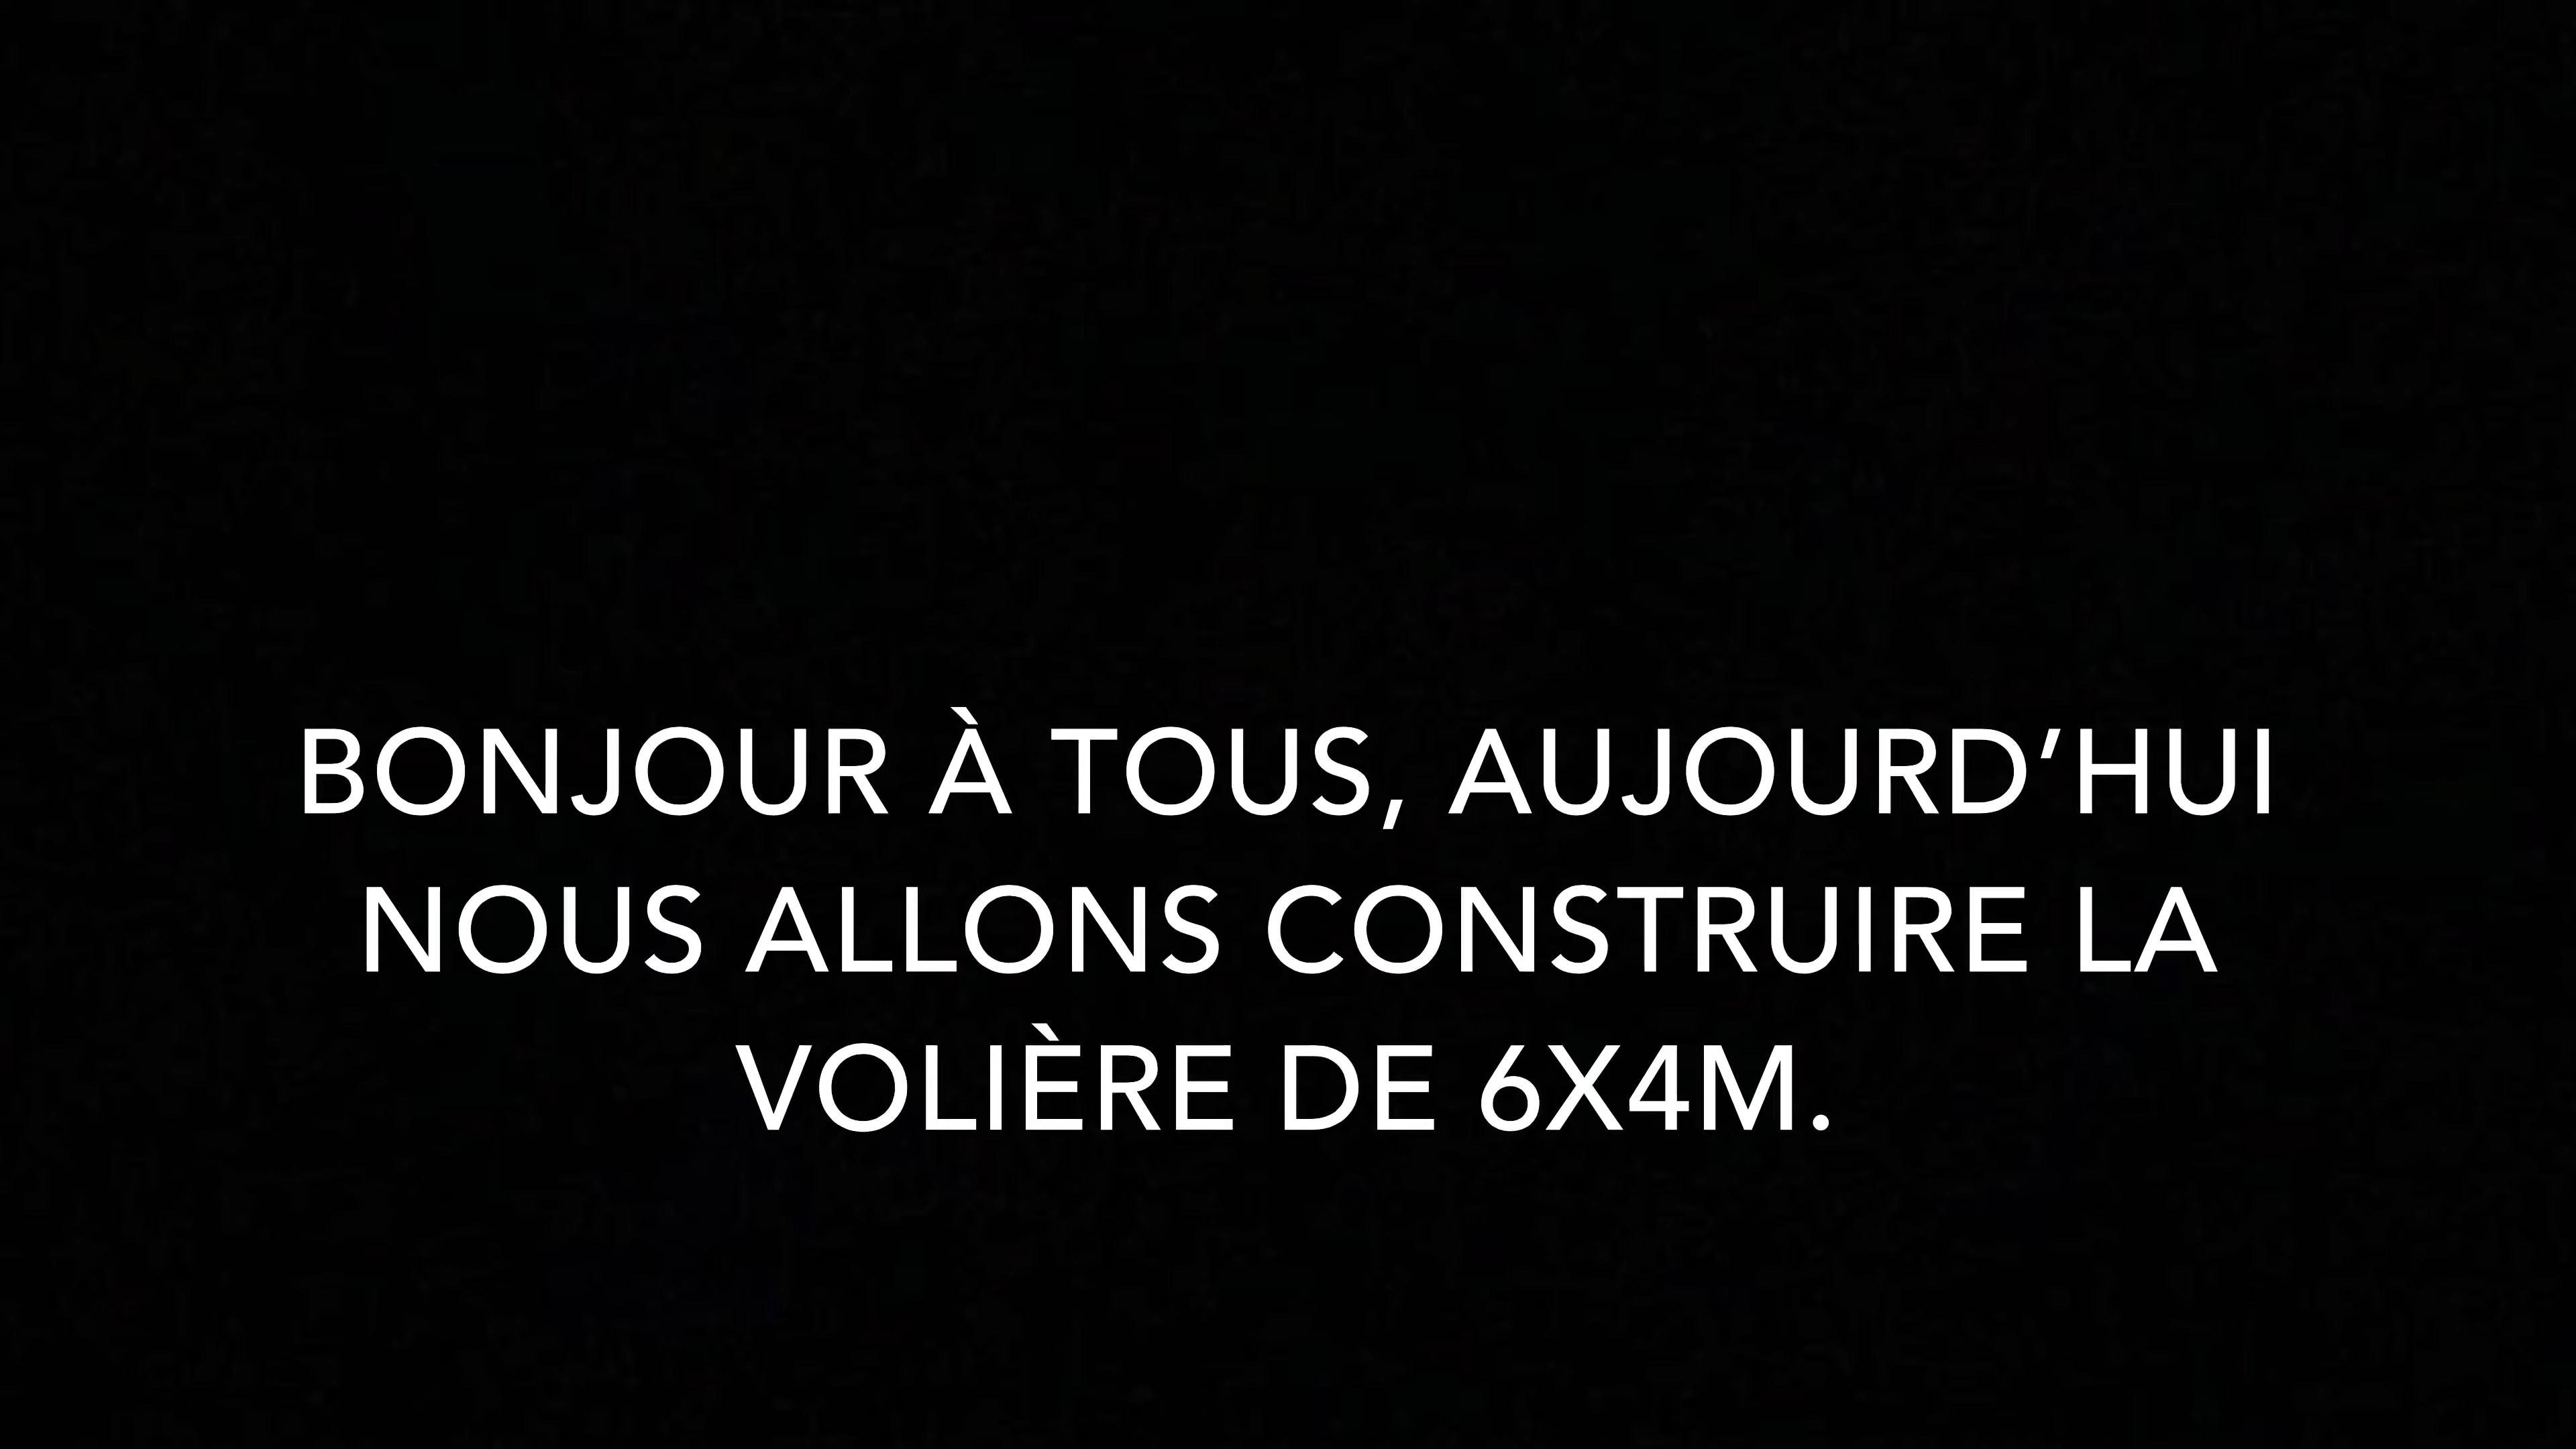 BONJOUR À TOUS, AUJOURD’HUI
NOUS ALLONS CONSTRUIRE LA
VOLIÈRE DE 6X4M.